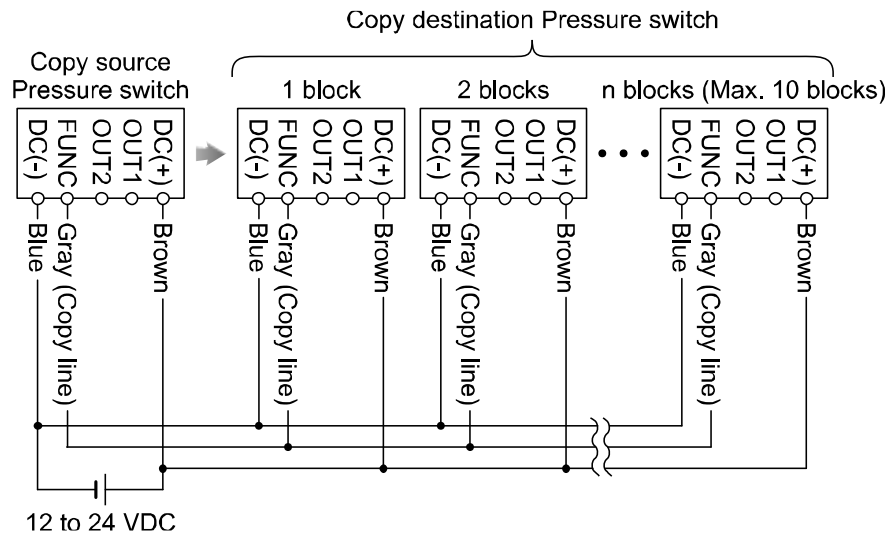 Copy destination Pressure switch
Copy source
Pressure switch
1 block
2 blocks
n blocks (Max. 10 blocks)
DC(-)
FUNC
OUT2
OUT1
DC(+)
DC(-)
FUNC
OUT2
OUT1
DC(+)
DC(-)
FUNC
OUT2
OUT1
DC(+)
DC(-)
FUNC
OUT2
OUT1
DC(+)
Blue
Gray (Copy line)
Brown
Blue
Gray (Copy line)
Brown
Blue
Gray (Copy line)
Brown
Blue
Gray (Copy line)
Brown
12 to 24 VDC